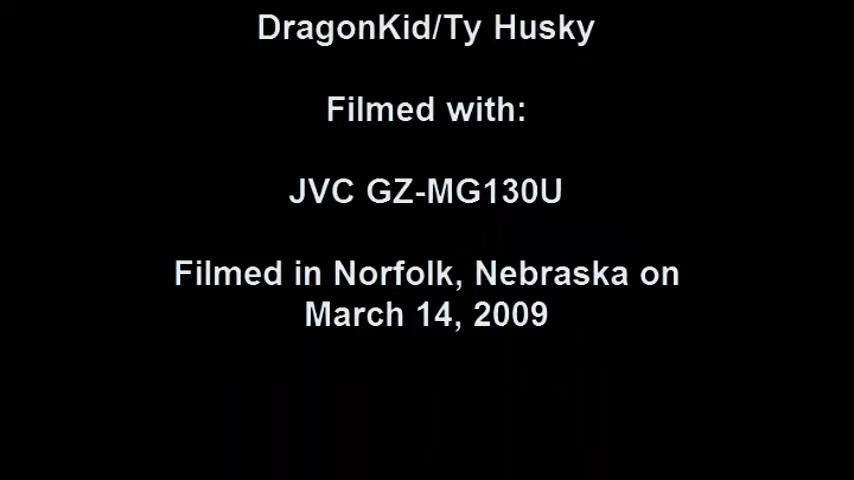 DragonKid/Ty Husky
Filmed with:
JVC GZ-MG130U
Filmed in Norfolk, Nebraska on
March 14, 2009